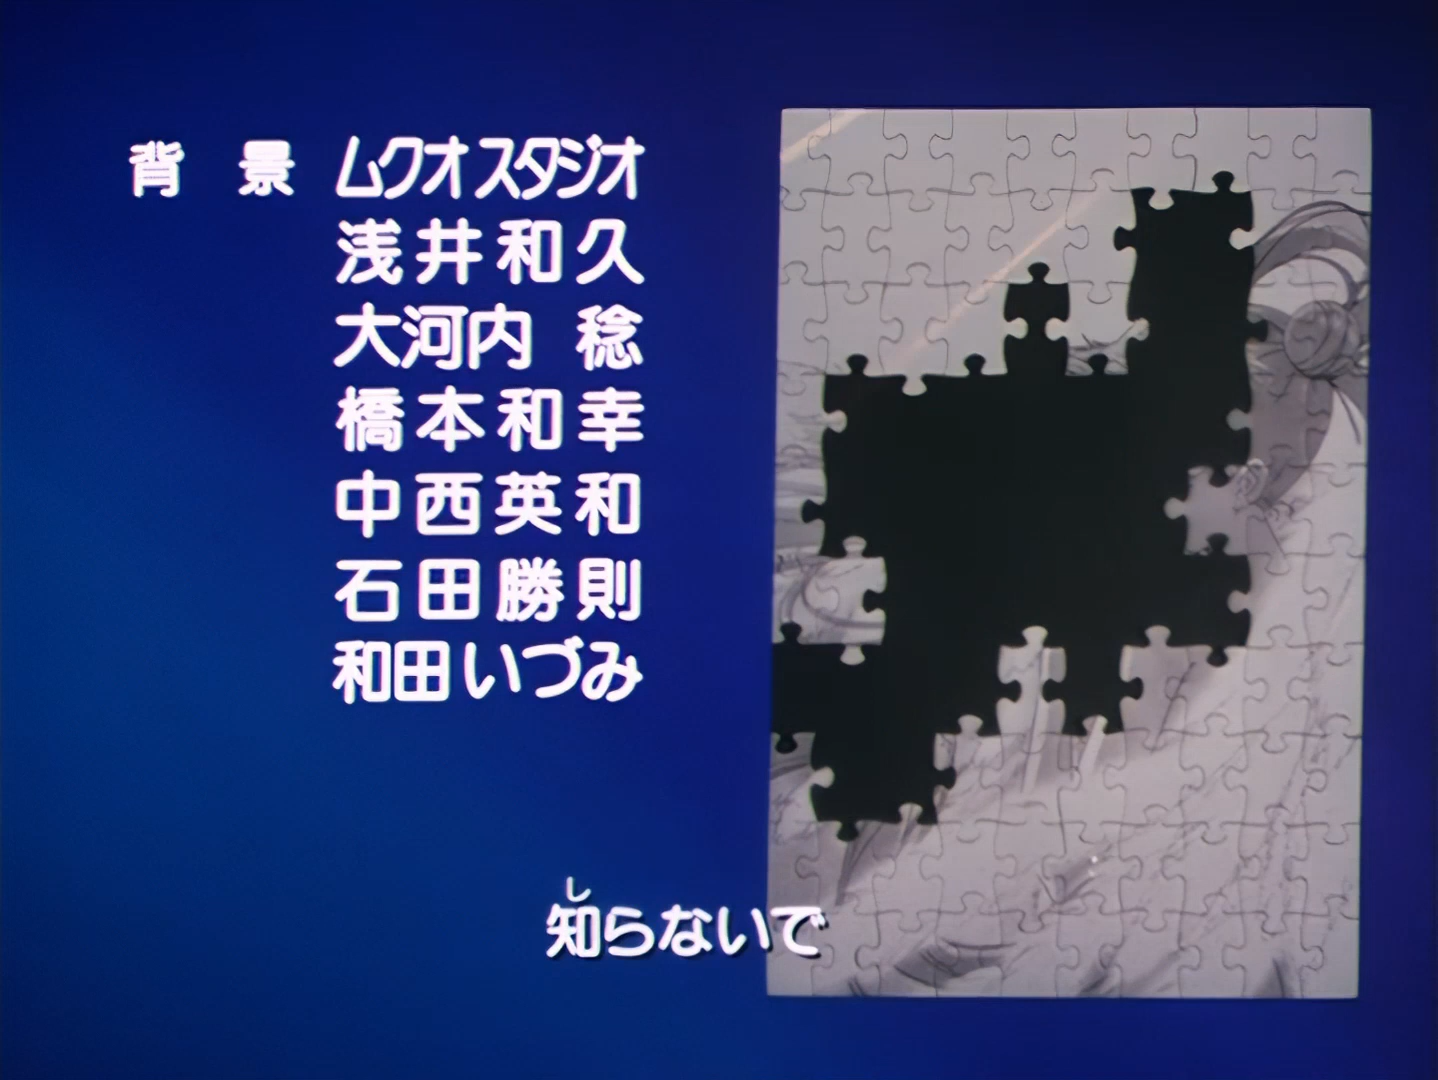 背 景 ムクオスタジオ
浅井和久
大河内 稔
橋本和幸
中西英和
石田勝則
和田いづみ
し
知らないで